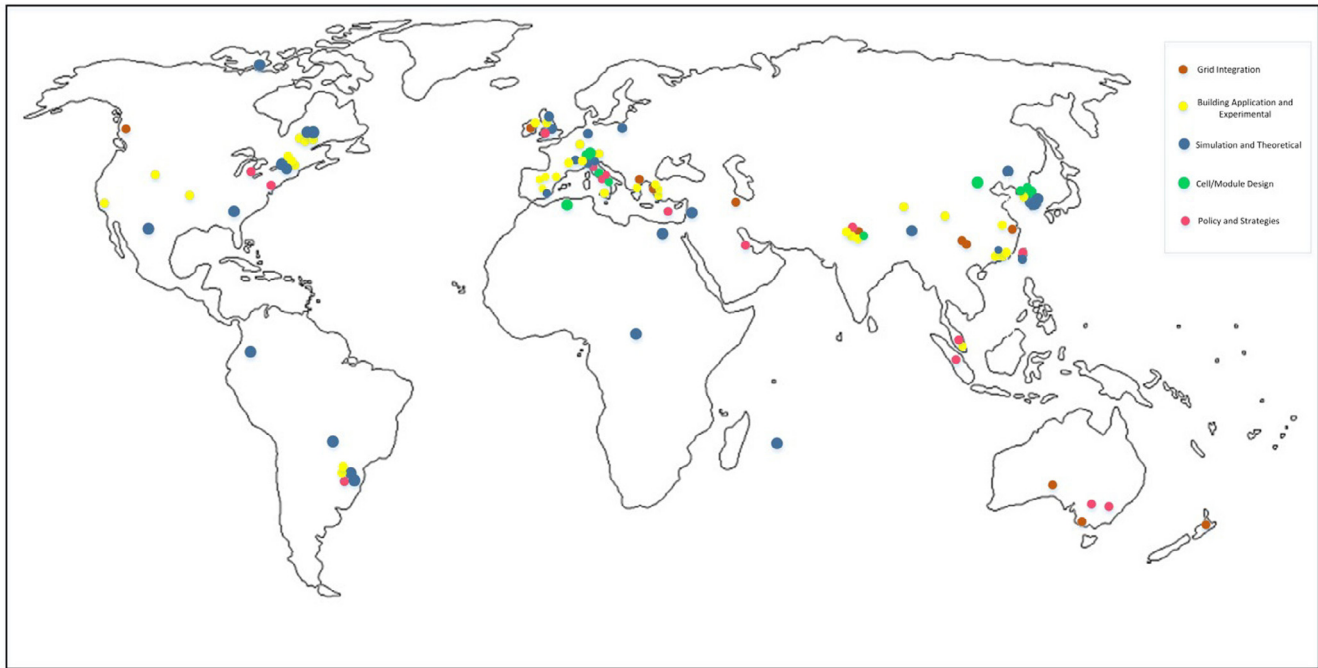 Grid Integration
Building Application and
Experimental
Simulation and Theoretical
Cell/Module Design
Policy and Strategies